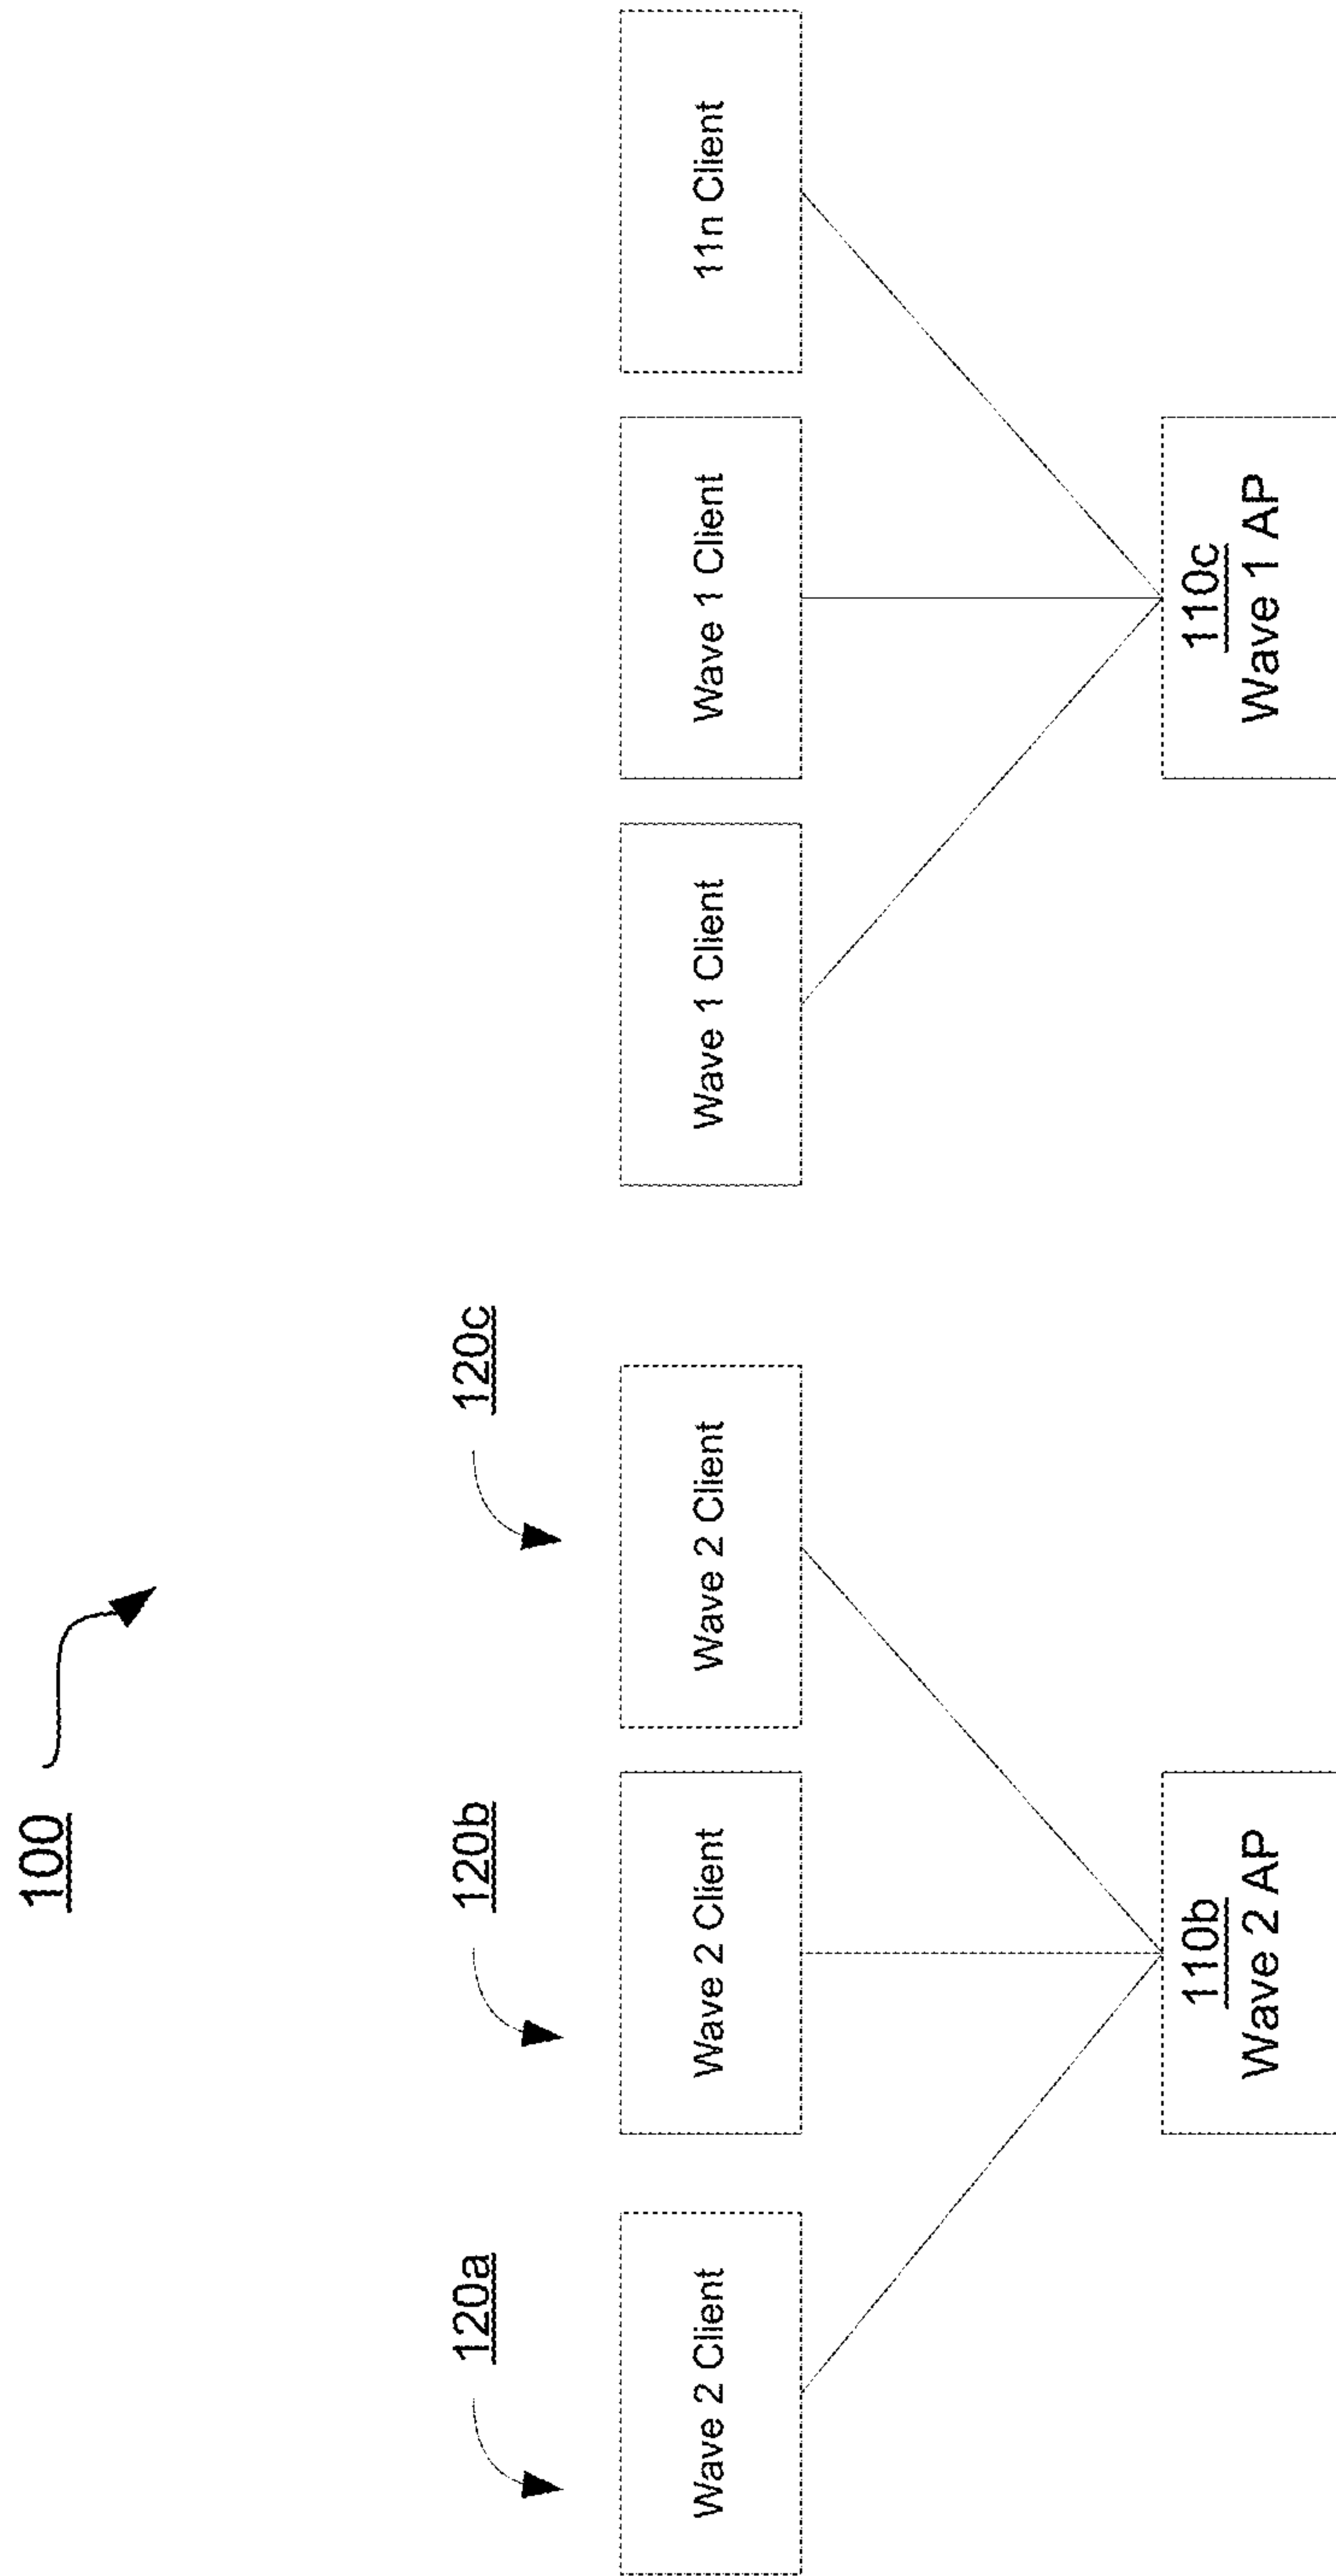 100
120a
120b
120c
Wave 2 Client
Wave 2 Client
Wave 2 Client
Wave 1 Client
Wave 1 Client
11n Client
110b
Wave 2 AP
110c
Wave 1 AP